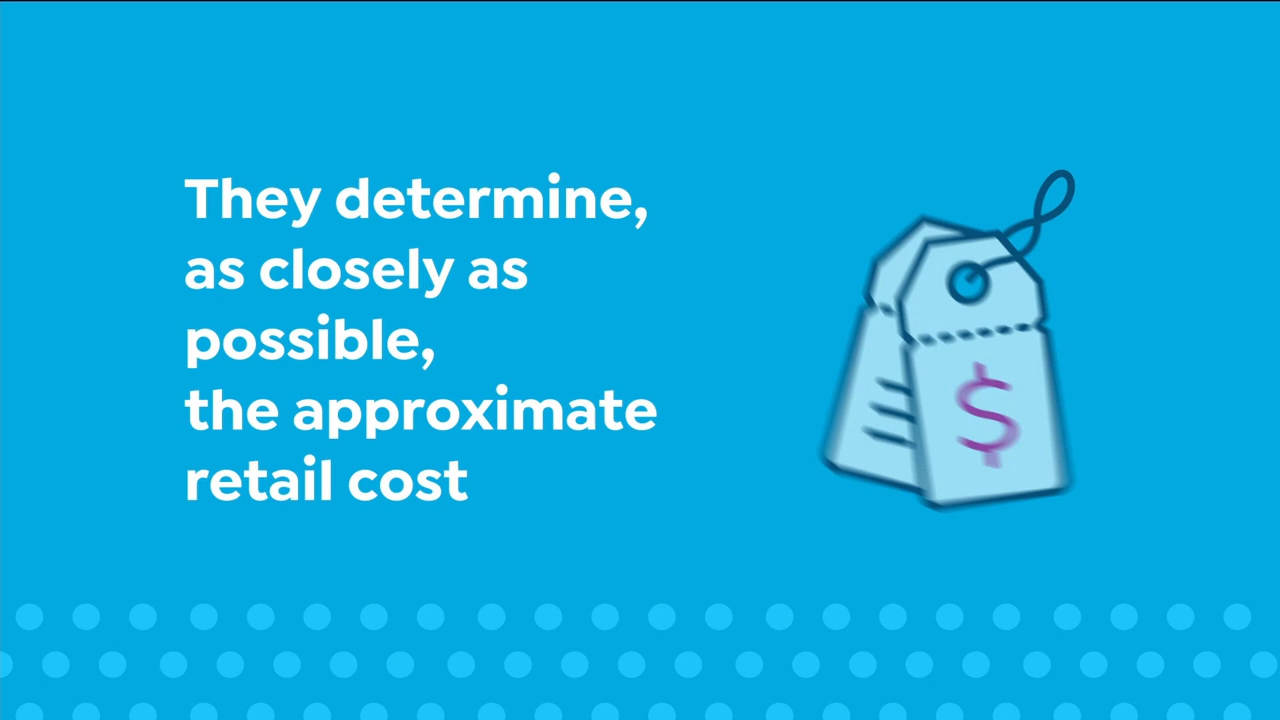 They determine,
as closely as
possible,
the approximate
retail cost
$